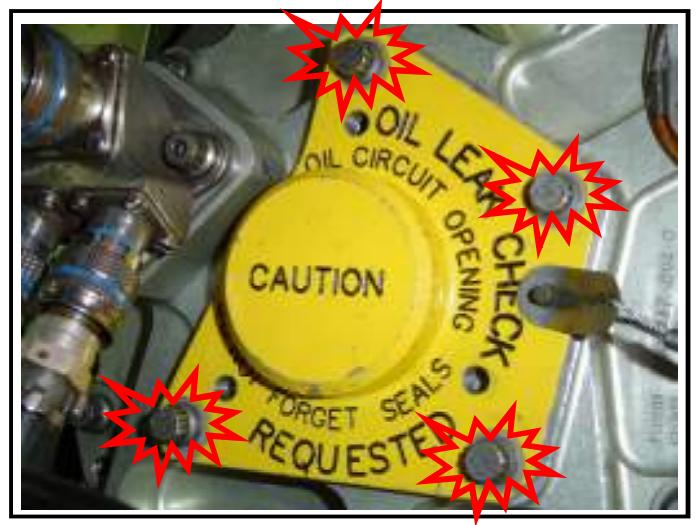 OIL LEAK CHECK
OIL CIRCUIT OPENING
CAUTION
FORGET SEALS
REQUESTED